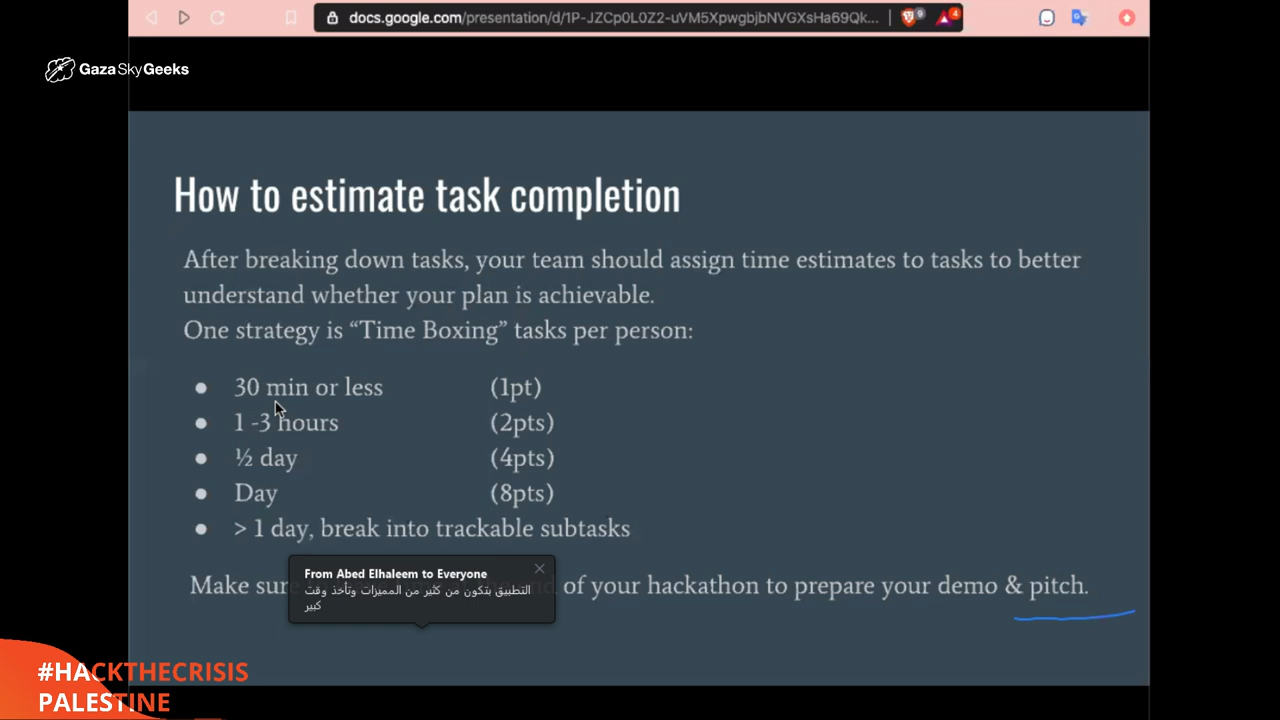 docs.google.com/presentation/d/1P-JZCp0L0Z2-uVM5XpwgbjbNVGXsHa69Qk...
9
4
GazaSkyGeeks
How to estimate task completion
After breaking down tasks, your team should assign time estimates to tasks to better
understand whether your plan is achievable.
One strategy is “Time Boxing” tasks per person:
● 30 min or less (1pt)
● 1 -3 hours (2pts)
● ½ day (4pts)
● Day (8pts)
● > 1 day, break into trackable subtasks
Make sure of your hackathon to prepare your demo & pitch.
From Abed Elhaleem to Everyone
التطبيق بتكون من كثير من المميزات وتأخذ وقت
كبير
#HACKTHECRISIS
PALESTINE